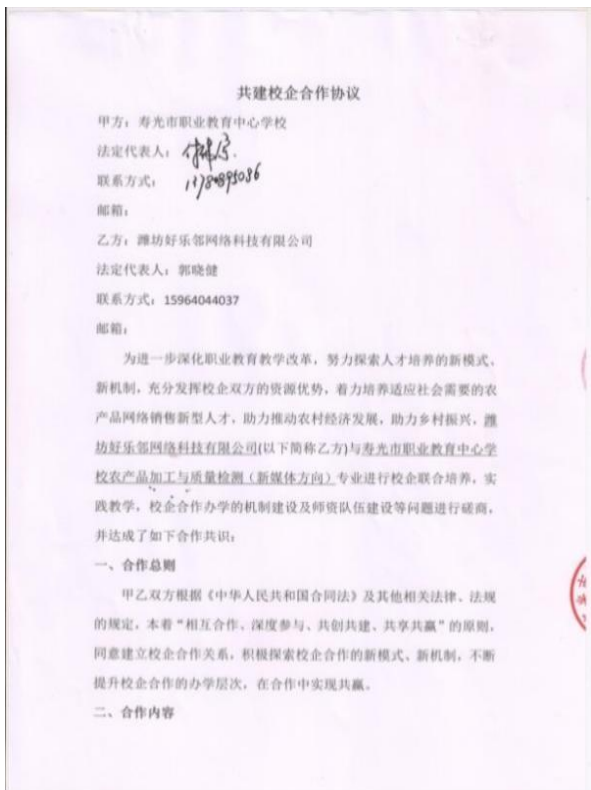 共建校企合作协议
甲方：寿光市职业教育中心学校
法定代表人：
联系方式：
邮箱：
乙方：潍坊好乐邻网络科技有限公司
法定代表人：郭晓健
联系方式：15964044037
邮箱：
为进一步深化职业教育教学改革，努力探索人才培养的新模式、
新机制，充分发挥校企双方的资源优势，着力培养适应社会需要的农
产品网络销售新型人才，助力推动农村经济发展，助力乡村振兴，潍
坊好乐邻网络科技有限公司(以下简称乙方)与寿光市职业教育中心学
校农产品加工与质量检测（新媒体方向）专业进行校企联合培养，实
践教学，校企合作办学的机制建设及师资队伍建设等问题进行磋商，
并达成了如下合作共识：
一、合作总则
甲乙双方根据《中华人民共和国合同法》及其他相关法律、法规
的规定，本着“相互合作、深度参与、共创共建、共享共赢”的原则，
同意建立校企合作关系，积极探索校企合作的新模式、新机制，不断
提升校企合作的办学层次，在合作中实现共赢。
二、合作内容